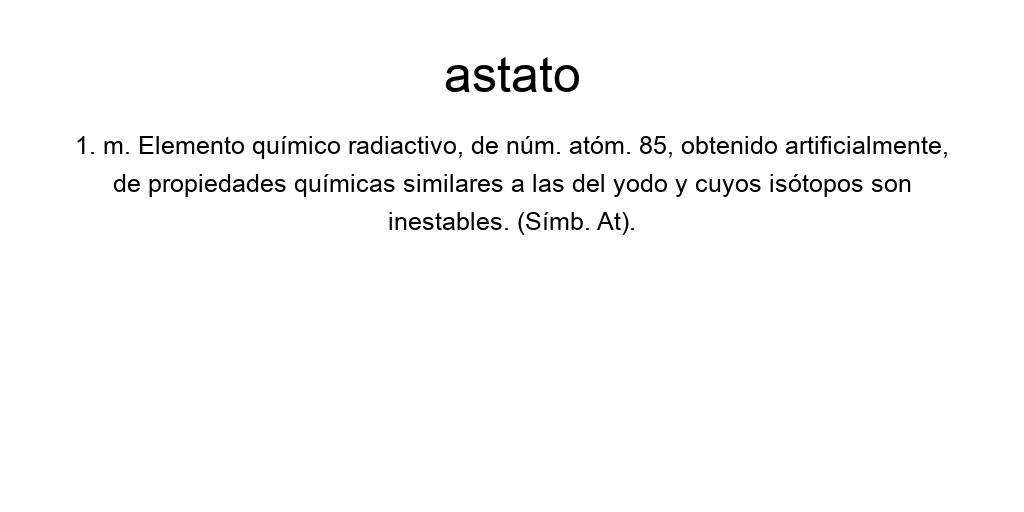 astato
1. m. Elemento químico radiactivo, de núm. atóm. 85, obtenido artificialmente,
de propiedades químicas similares a las del yodo y cuyos isótopos son
inestables. (Símb. At).